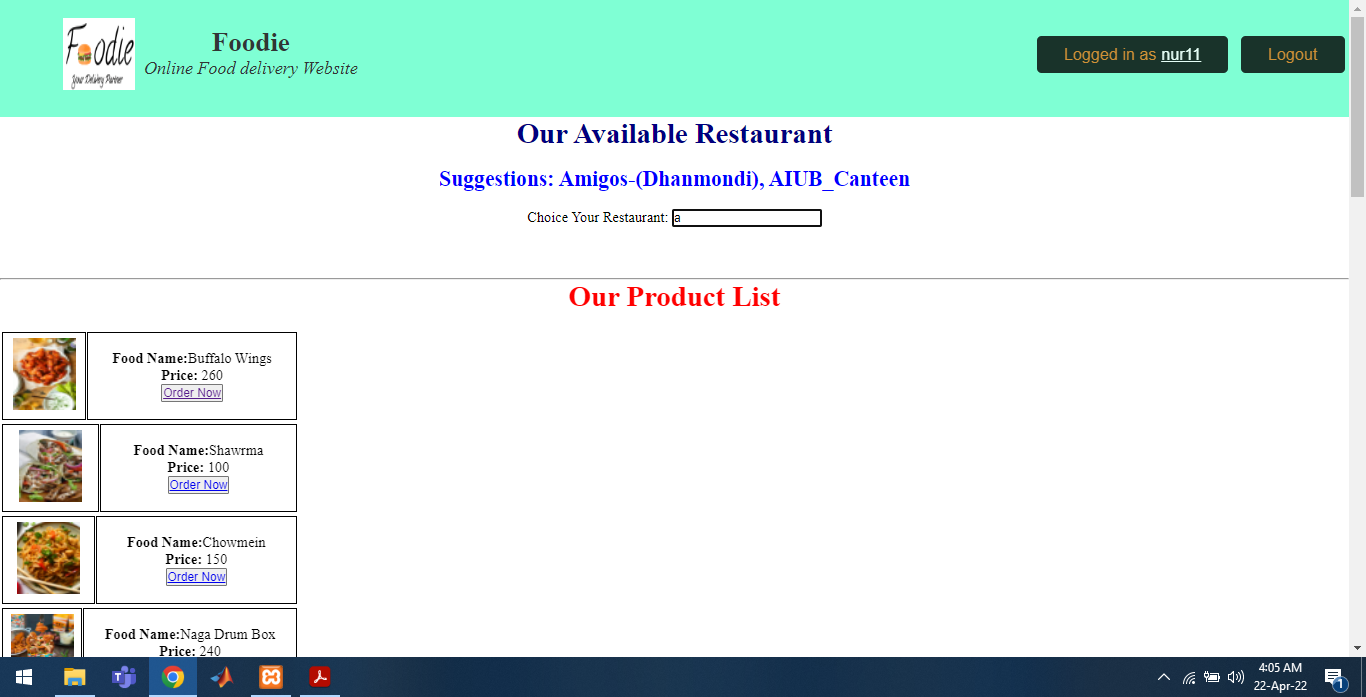 Foodie
Your Delivery Partner
Foodie
Online Food delivery Website
Logged in as nur11
Logout
Our Available Restaurant
Suggestions: Amigos-(Dhanmondi), AIUB_Canteen
Choice Your Restaurant: a
Our Product List
Food Name:Buffalo Wings
Price: 260
Order Now
Food Name:Shawrma
Price: 100
Order Now
Food Name:Chowmein
Price: 150
Order Now
Food Name:Naga Drum Box
Price: 240
4:05 AM
22-Apr-22
1